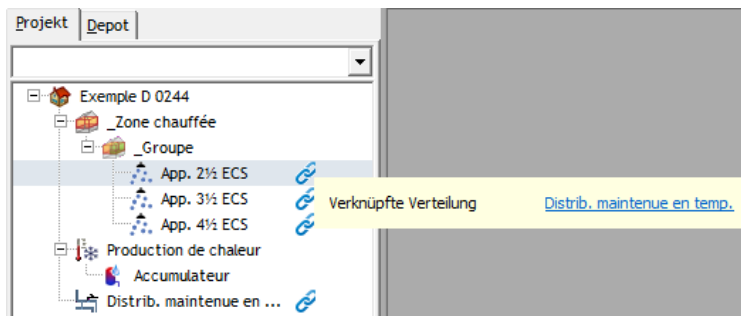 Projekt Depot
Exemple D 0244
_Zone chauffée
_Groupe
App. 2½ ECS
App. 3½ ECS
Verknüpfte Verteilung Distrib. maintenue en temp.
App. 4½ ECS
Production de chaleur
Accumulateur
Distrib. maintenue en ...